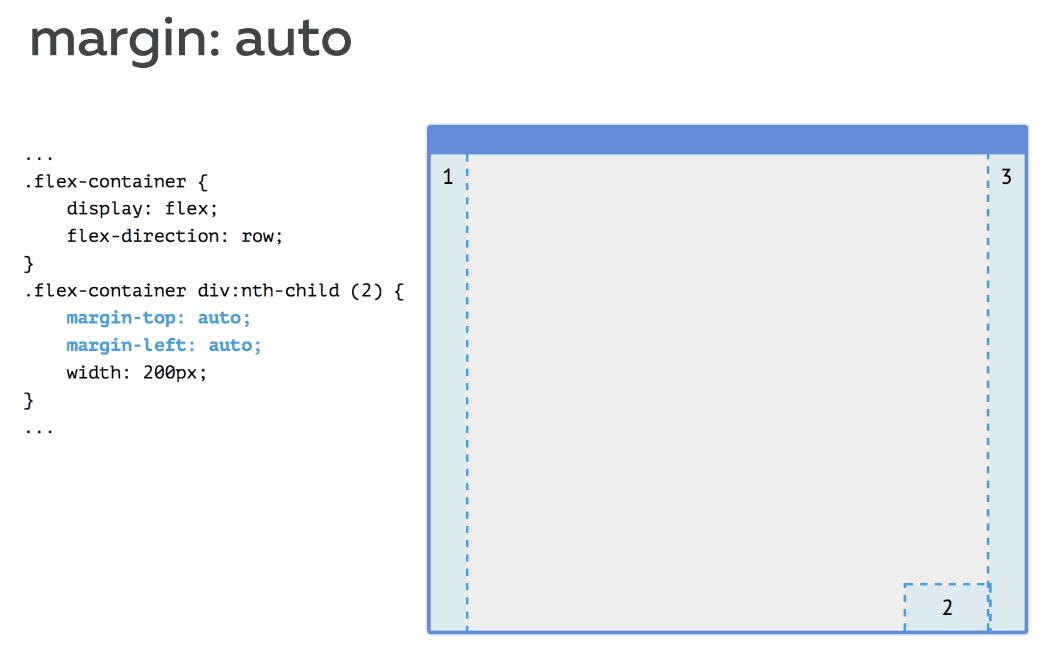 margin: auto
...
.flex-container {
display: flex;
flex-direction: row;
}
.flex-container div:nth-child (2) {
margin-top: auto;
margin-left: auto;
width: 200px;
}
...
1
3
2